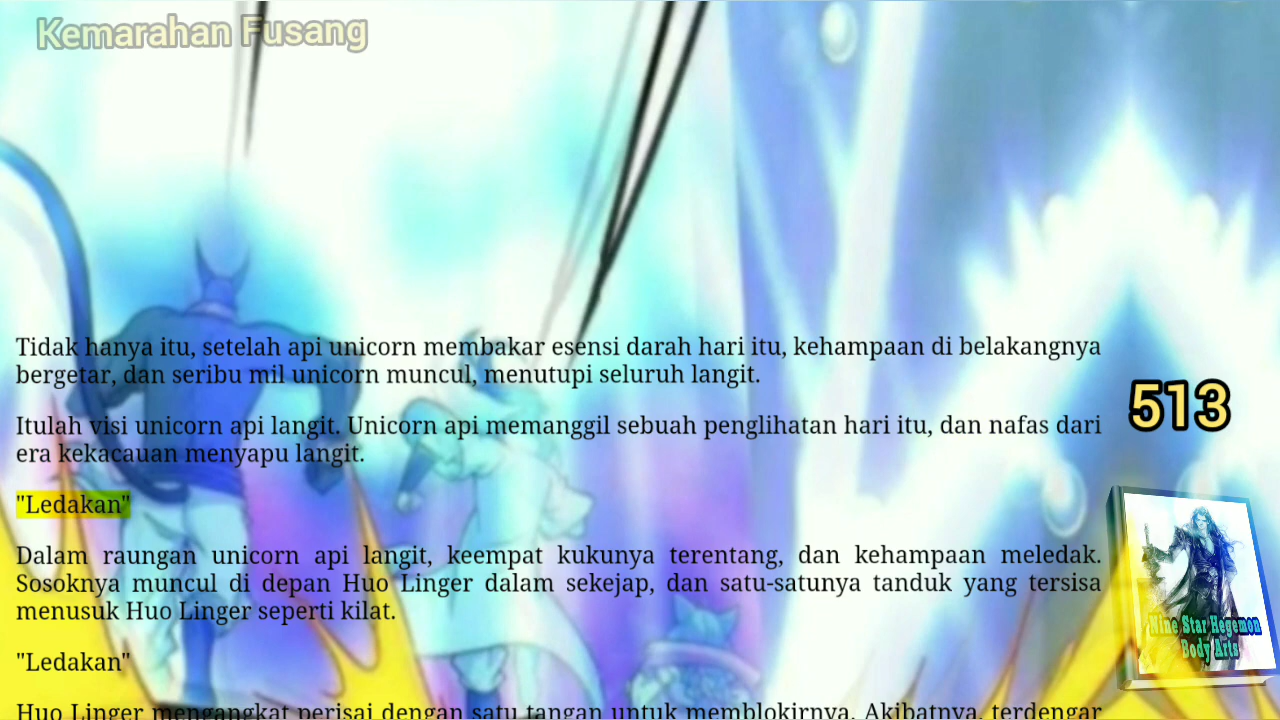 Kemarahan Fusang
Tidak hanya itu, setelah api unicorn membakar esensi darah hari itu, kehampaan di belakangnya
bergetar, dan seribu mil unicorn muncul, menutupi seluruh langit.
Itulah visi unicorn api langit. Unicorn api memanggil sebuah penglihatan hari itu, dan nafas dari
era kekacauan menyapu langit.
"Ledakan"
Dalam raungan unicorn api langit, keempat kukunya terentang, dan kehampaan meledak.
Sosoknya muncul di depan Huo Linger dalam sekejap, dan satu-satunya tanduk yang tersisa
menusuk Huo Linger seperti kilat.
"Ledakan"
Huo Linger mengangkat perisai dengan satu tangan untuk memblokirnya. Akibatnya, terdengar
513
Nine Star Hegemon
Body Arts